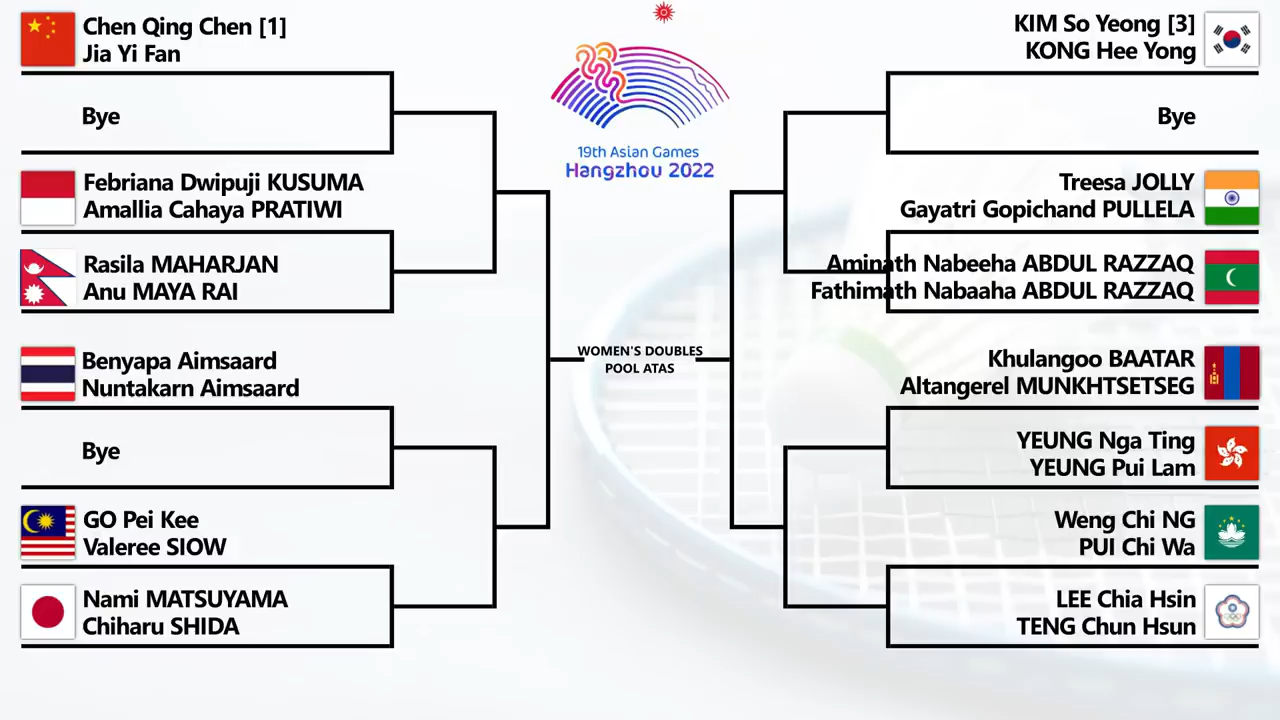 Chen Qing Chen [1]
Jia Yi Fan
Bye
Febriana Dwipuji KUSUMA
Amallia Cahaya PRATIWI
Rasila MAHARJAN
Anu MAYA RAI
Benyapa Aimsaard
Nuntakarn Aimsaard
Bye
GO Pei Kee
Valeree SIOW
Nami MATSUYAMA
Chiharu SHIDA
19th Asian Games
Hangzhou 2022
WOMEN'S DOUBLES
POOL ATAS
KIM So Yeong [3]
KONG Hee Yong
Bye
Treesa JOLLY
Gayatri Gopichand PULLELA
Aminath Nabeeha ABDUL RAZZAQ
Fathimath Nabaaha ABDUL RAZZAQ
Khulangoo BAATAR
Altangerel MUNKHTSETSEG
YEUNG Nga Ting
YEUNG Pui Lam
Weng Chi NG
PUI Chi Wa
LEE Chia Hsin
TENG Chun Hsun